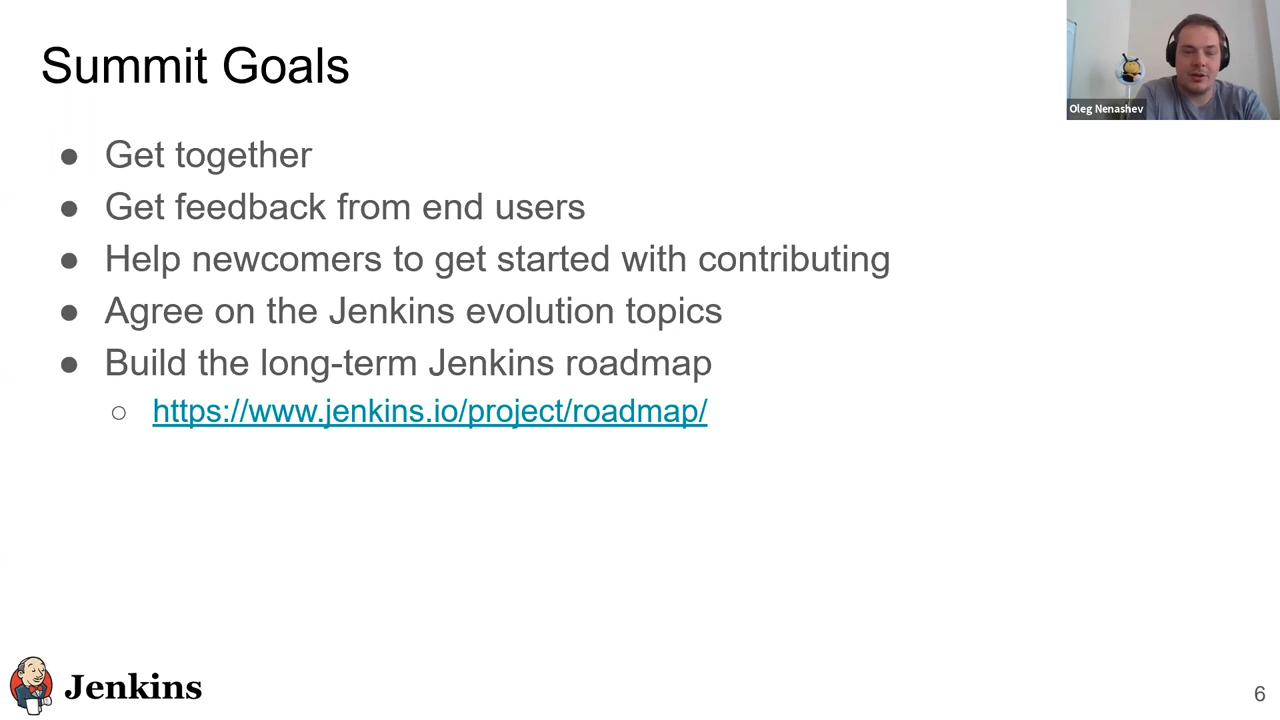 Summit Goals
Oleg Nenashev
● Get together
● Get feedback from end users
● Help newcomers to get started with contributing
● Agree on the Jenkins evolution topics
● Build the long-term Jenkins roadmap
○ https://www.jenkins.io/project/roadmap/
Jenkins
6